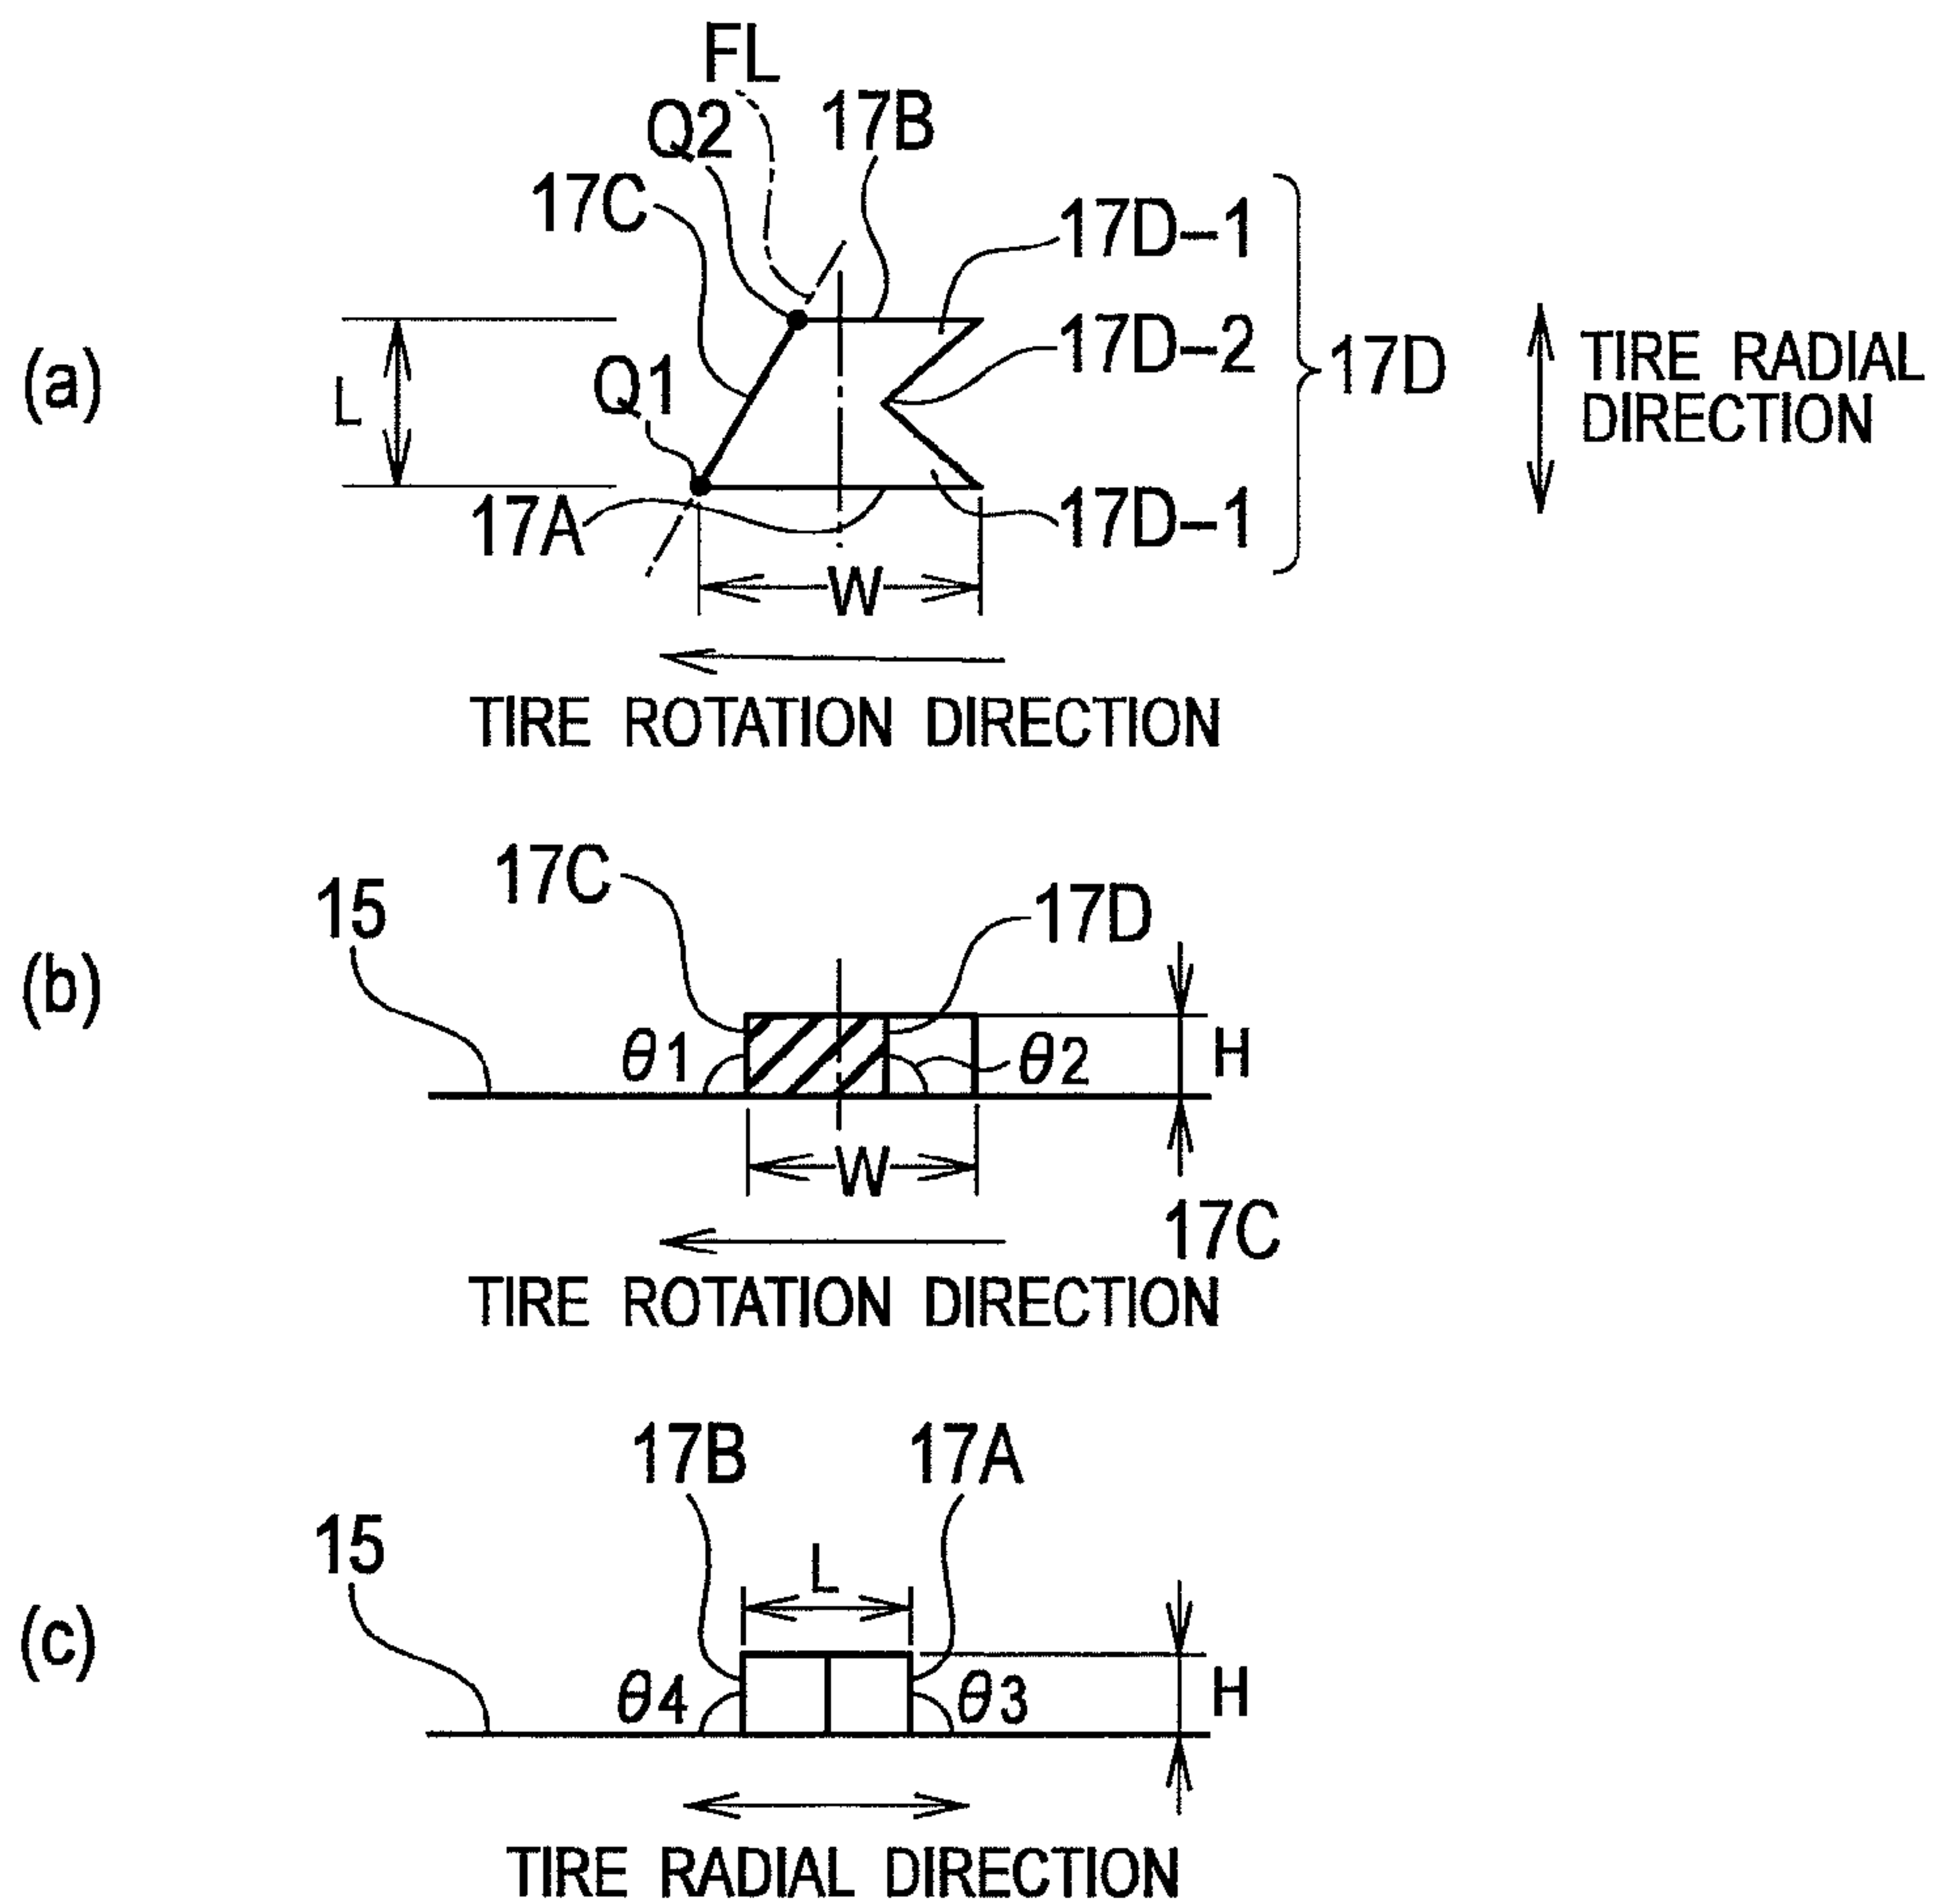 FL
Q2
17B
17C
17D-1
17D-2
17D
TIRE RADIAL
DIRECTION
(a)
L
Q1
17A
17D-1
W
TIRE ROTATION DIRECTION
17C
15
17D
(b)
θ1
θ2
H
W
17C
TIRE ROTATION DIRECTION
17B
17A
15
L
(c)
θ4
θ3
H
TIRE RADIAL DIRECTION